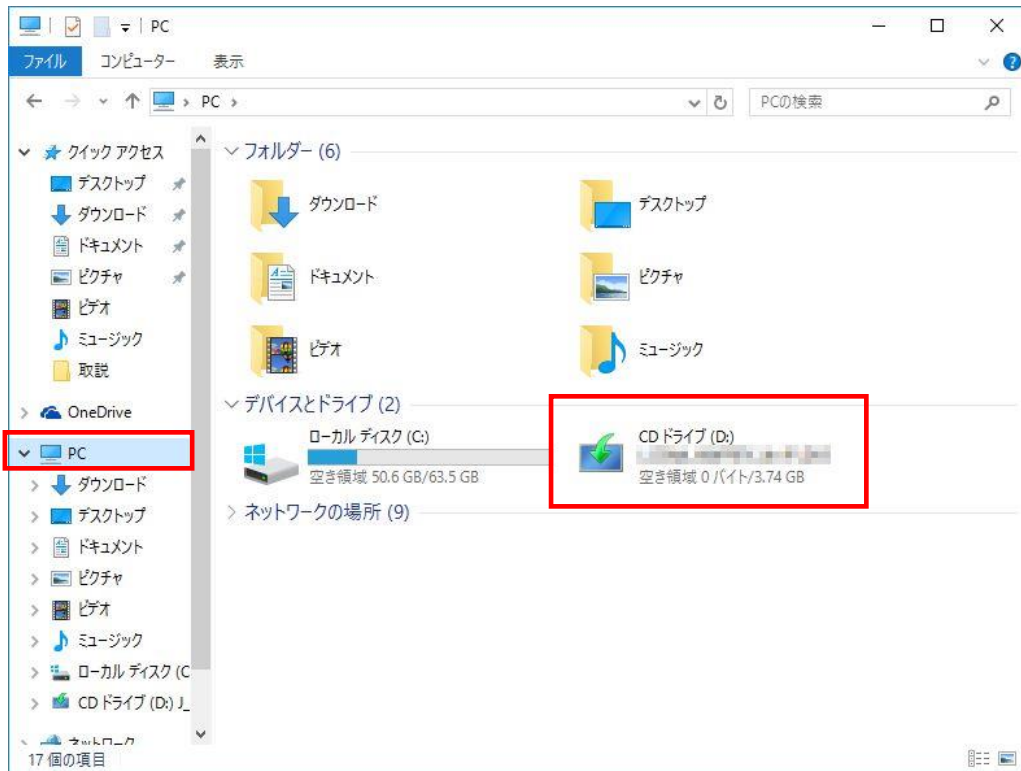 PC
ファイル コンピューター 表示
PC
PCの検索
クイック アクセス
デスクトップ
ダウンロード
ドキュメント
ピクチャ
ビデオ
ミュージック
取説
OneDrive
PC
ダウンロード
デスクトップ
ドキュメント
ピクチャ
ビデオ
ミュージック
ローカル ディスク (C
CD ドライブ (D:) J_
ネットワーク
フォルダー (6)
ダウンロード
デスクトップ
ドキュメント
ピクチャ
ビデオ
ミュージック
デバイスとドライブ (2)
ローカル ディスク (C:)
空き領域 50.6 GB/63.5 GB
CD ドライブ (D:)
空き領域 0 バイト/3.74 GB
ネットワークの場所 (9)
17 個の項目